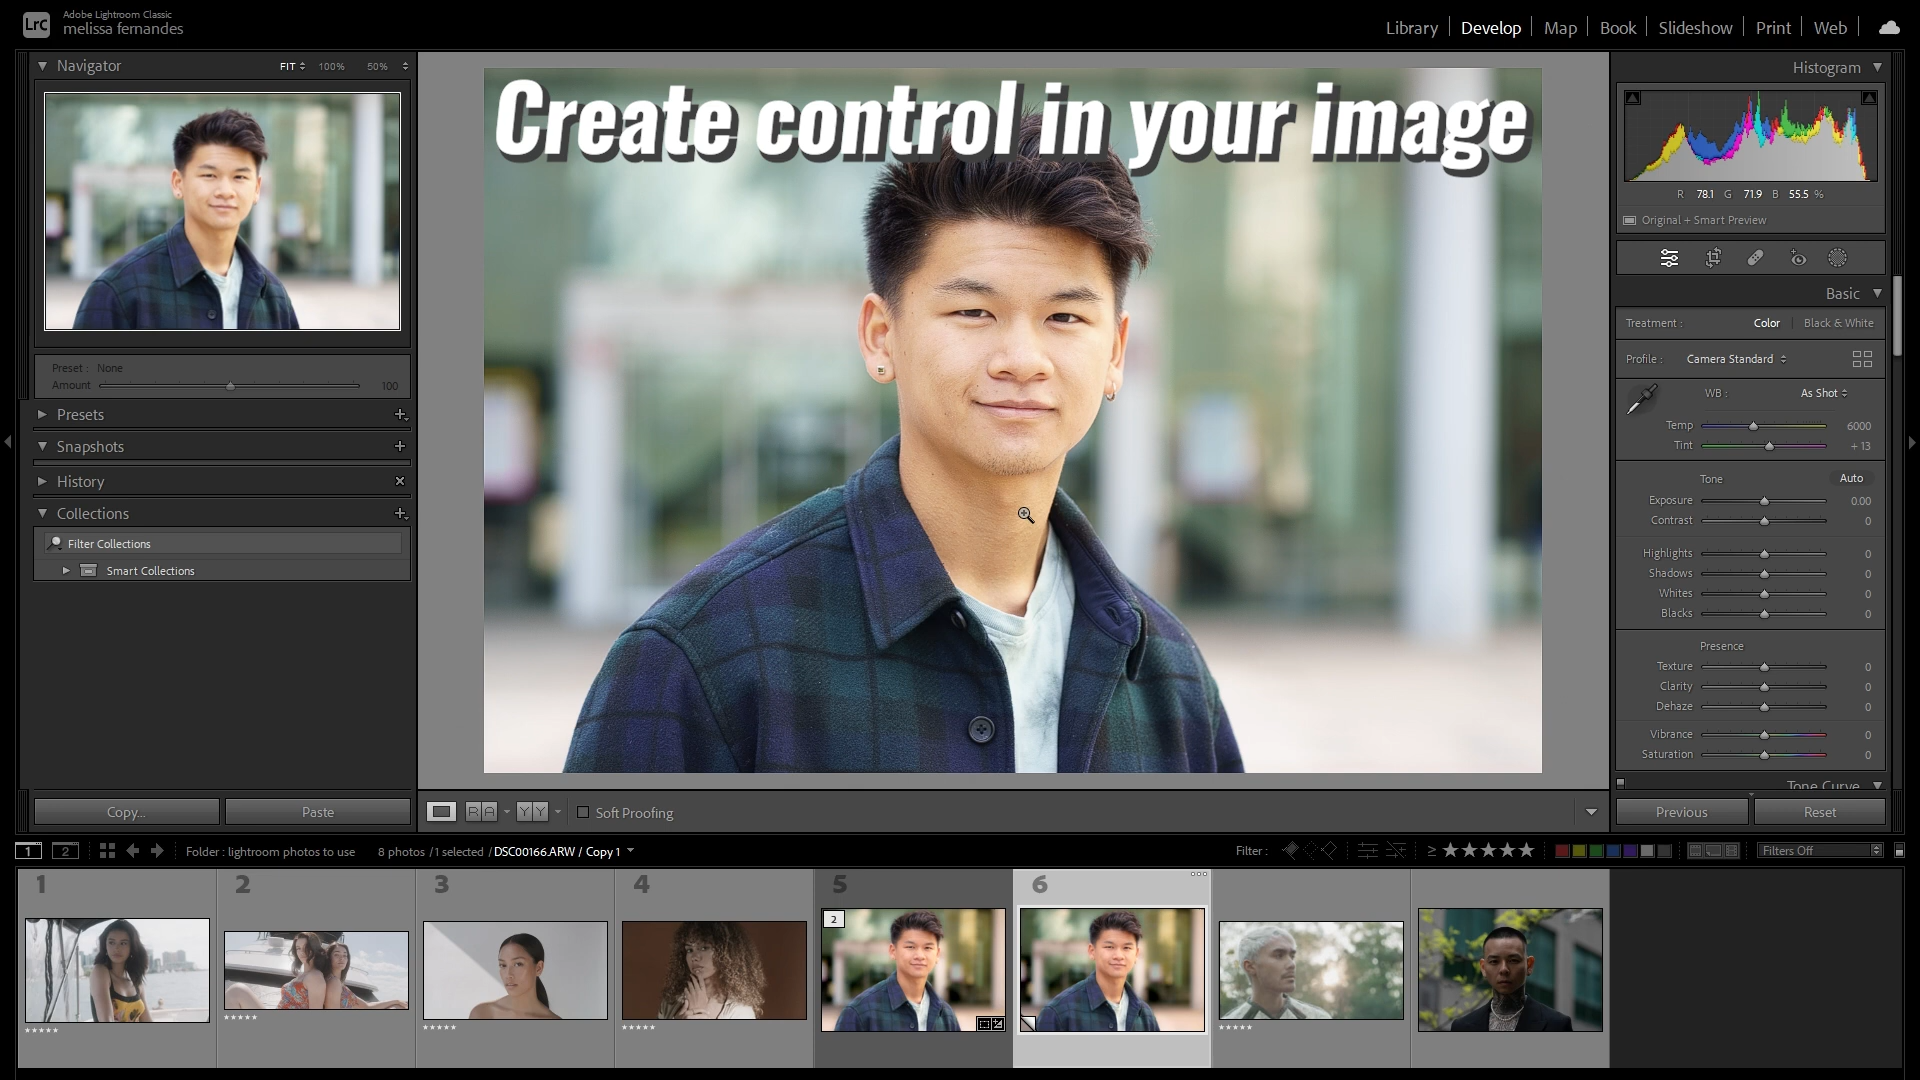 Adobe Lightroom Classic
LrC
melissa fernandes
Library
Develop
Map
Book
Slideshow
Print
Web
Navigator
FIT
100%
50%
Preset : None
Amount 100
Presets
Snapshots
History
Collections
Filter Collections
Smart Collections
Copy...
Paste
Create control in your image
Soft Proofing
Histogram
R 78.1 G 71.9 B 55.5 %
Original + Smart Preview
Basic
Treatment : Color Black & White
Profile : Camera Standard
WB : As Shot
Temp 6000
Tint + 13
Tone Auto
Exposure 0.00
Contrast 0
Highlights 0
Shadows 0
Whites 0
Blacks 0
Presence
Texture 0
Clarity 0
Dehaze 0
Vibrance 0
Saturation 0
Tone Curve
Previous
Reset
1
2
Folder : lightroom photos to use
8 photos / 1 selected / DSC00166.ARW / Copy 1
Filter :
≥ ★★★★★
Filters Off
1
2
3
4
5
6
2